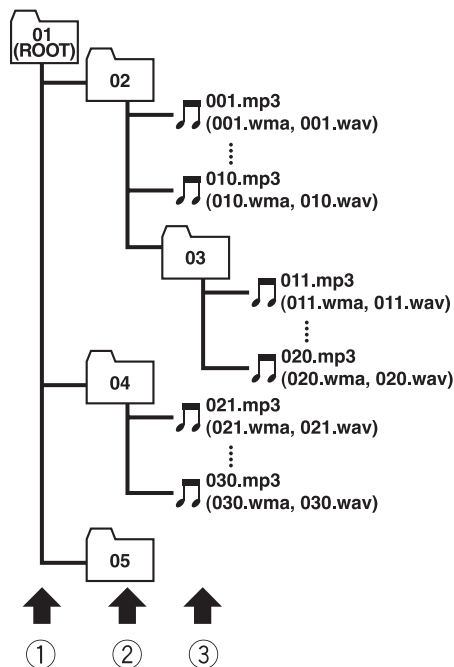 01
(ROOT)
02
001.mp3
(001.wma, 001.wav)
010.mp3
(010.wma, 010.wav)
03
011.mp3
(011.wma, 011.wav)
020.mp3
(020.wma, 020.wav)
04
021.mp3
(021.wma, 021.wav)
030.mp3
(030.wma, 030.wav)
05
① ② ③